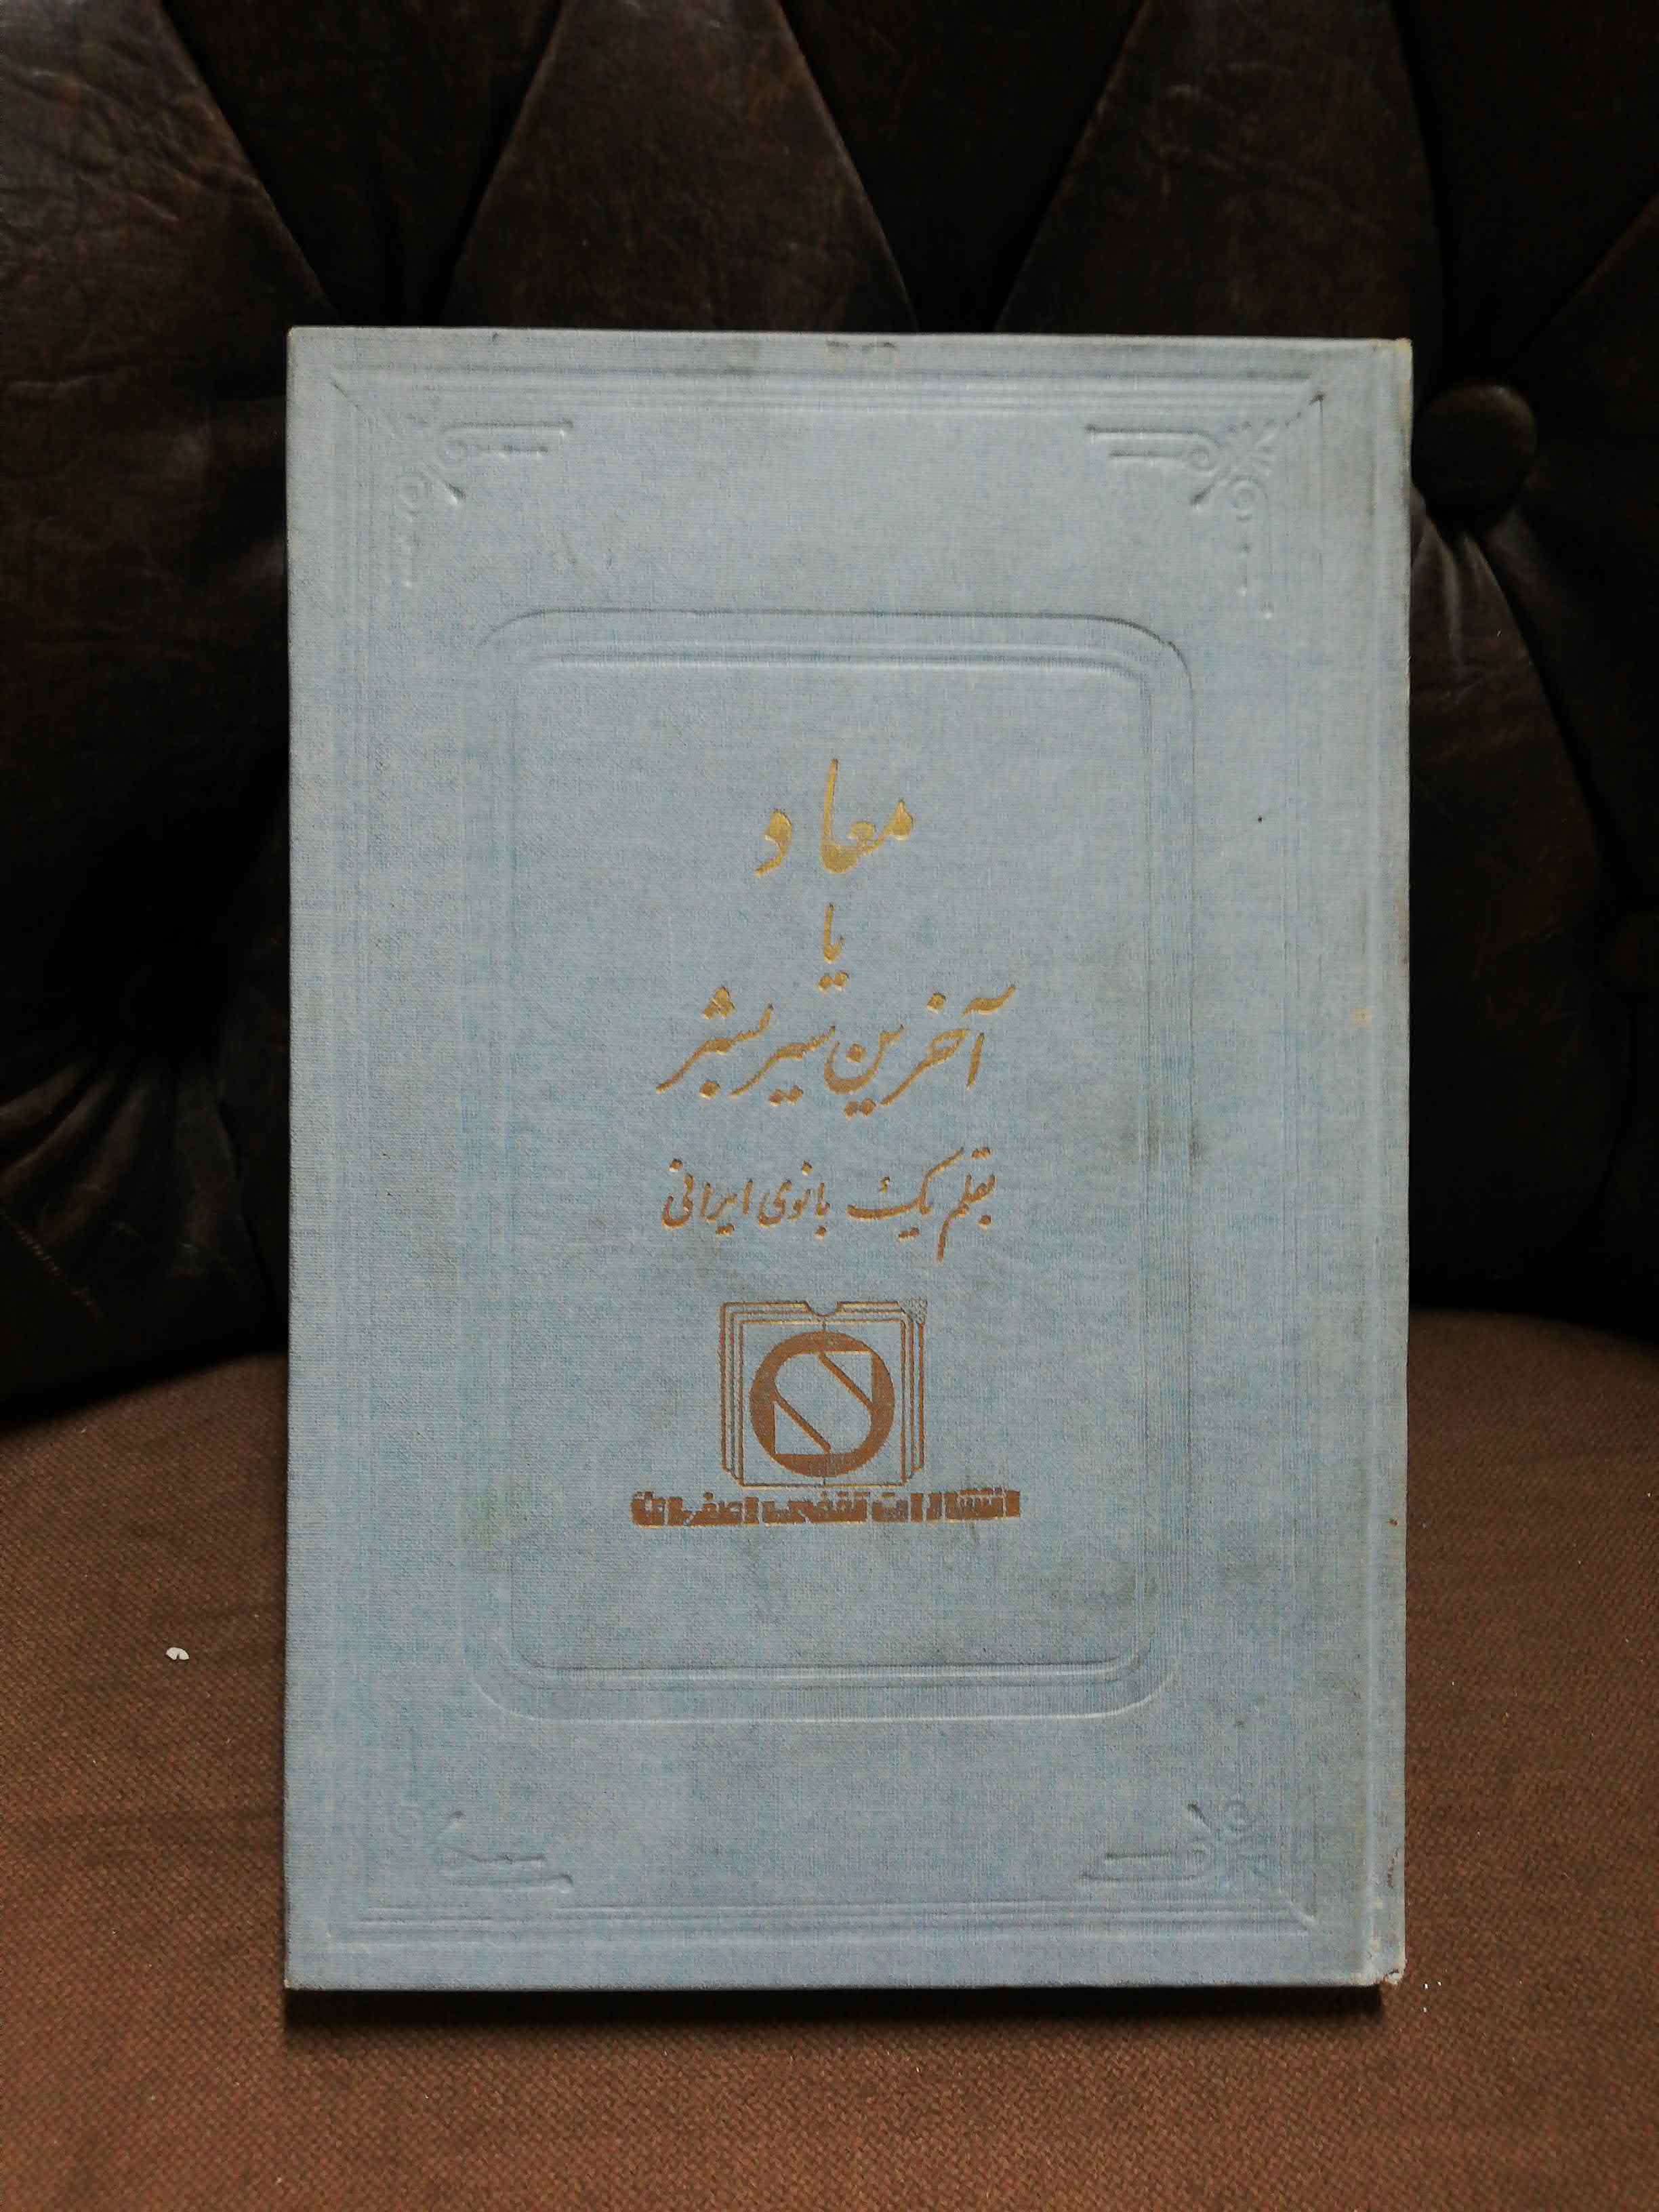 معاد
یا
آخرین سیر بشر
بقلم یک بانوی ایرانی
انتشارات ثقفی اصفهان